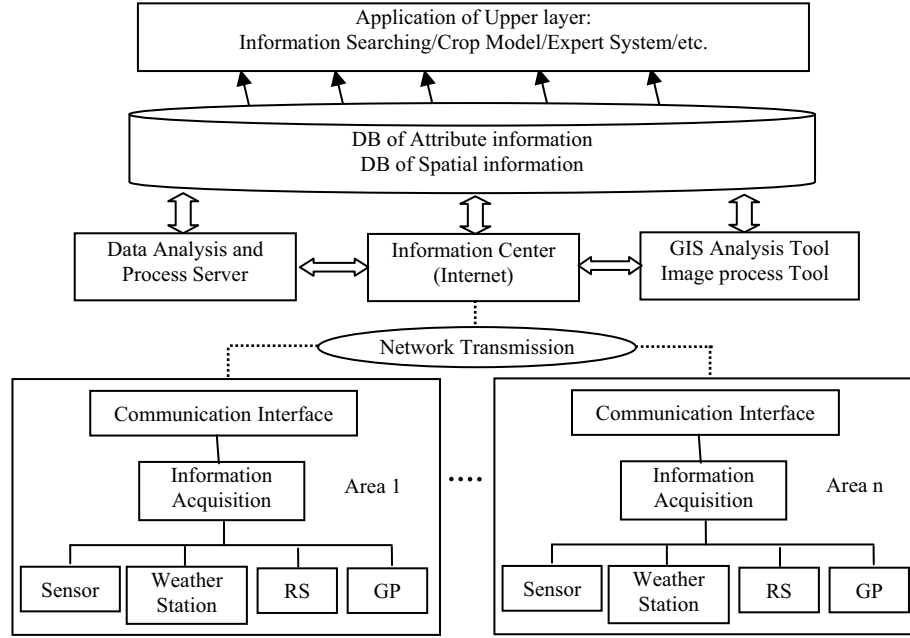 Application of Upper layer:
Information Searching/Crop Model/Expert System/etc.
DB of Attribute information
DB of Spatial information
Data Analysis and
Process Server
Information Center
(Internet)
GIS Analysis Tool
Image process Tool
Network Transmission
Communication Interface
Information
Acquisition
Area 1
Sensor
Weather
Station
RS
GP
....
Communication Interface
Information
Acquisition
Area n
Sensor
Weather
Station
RS
GP